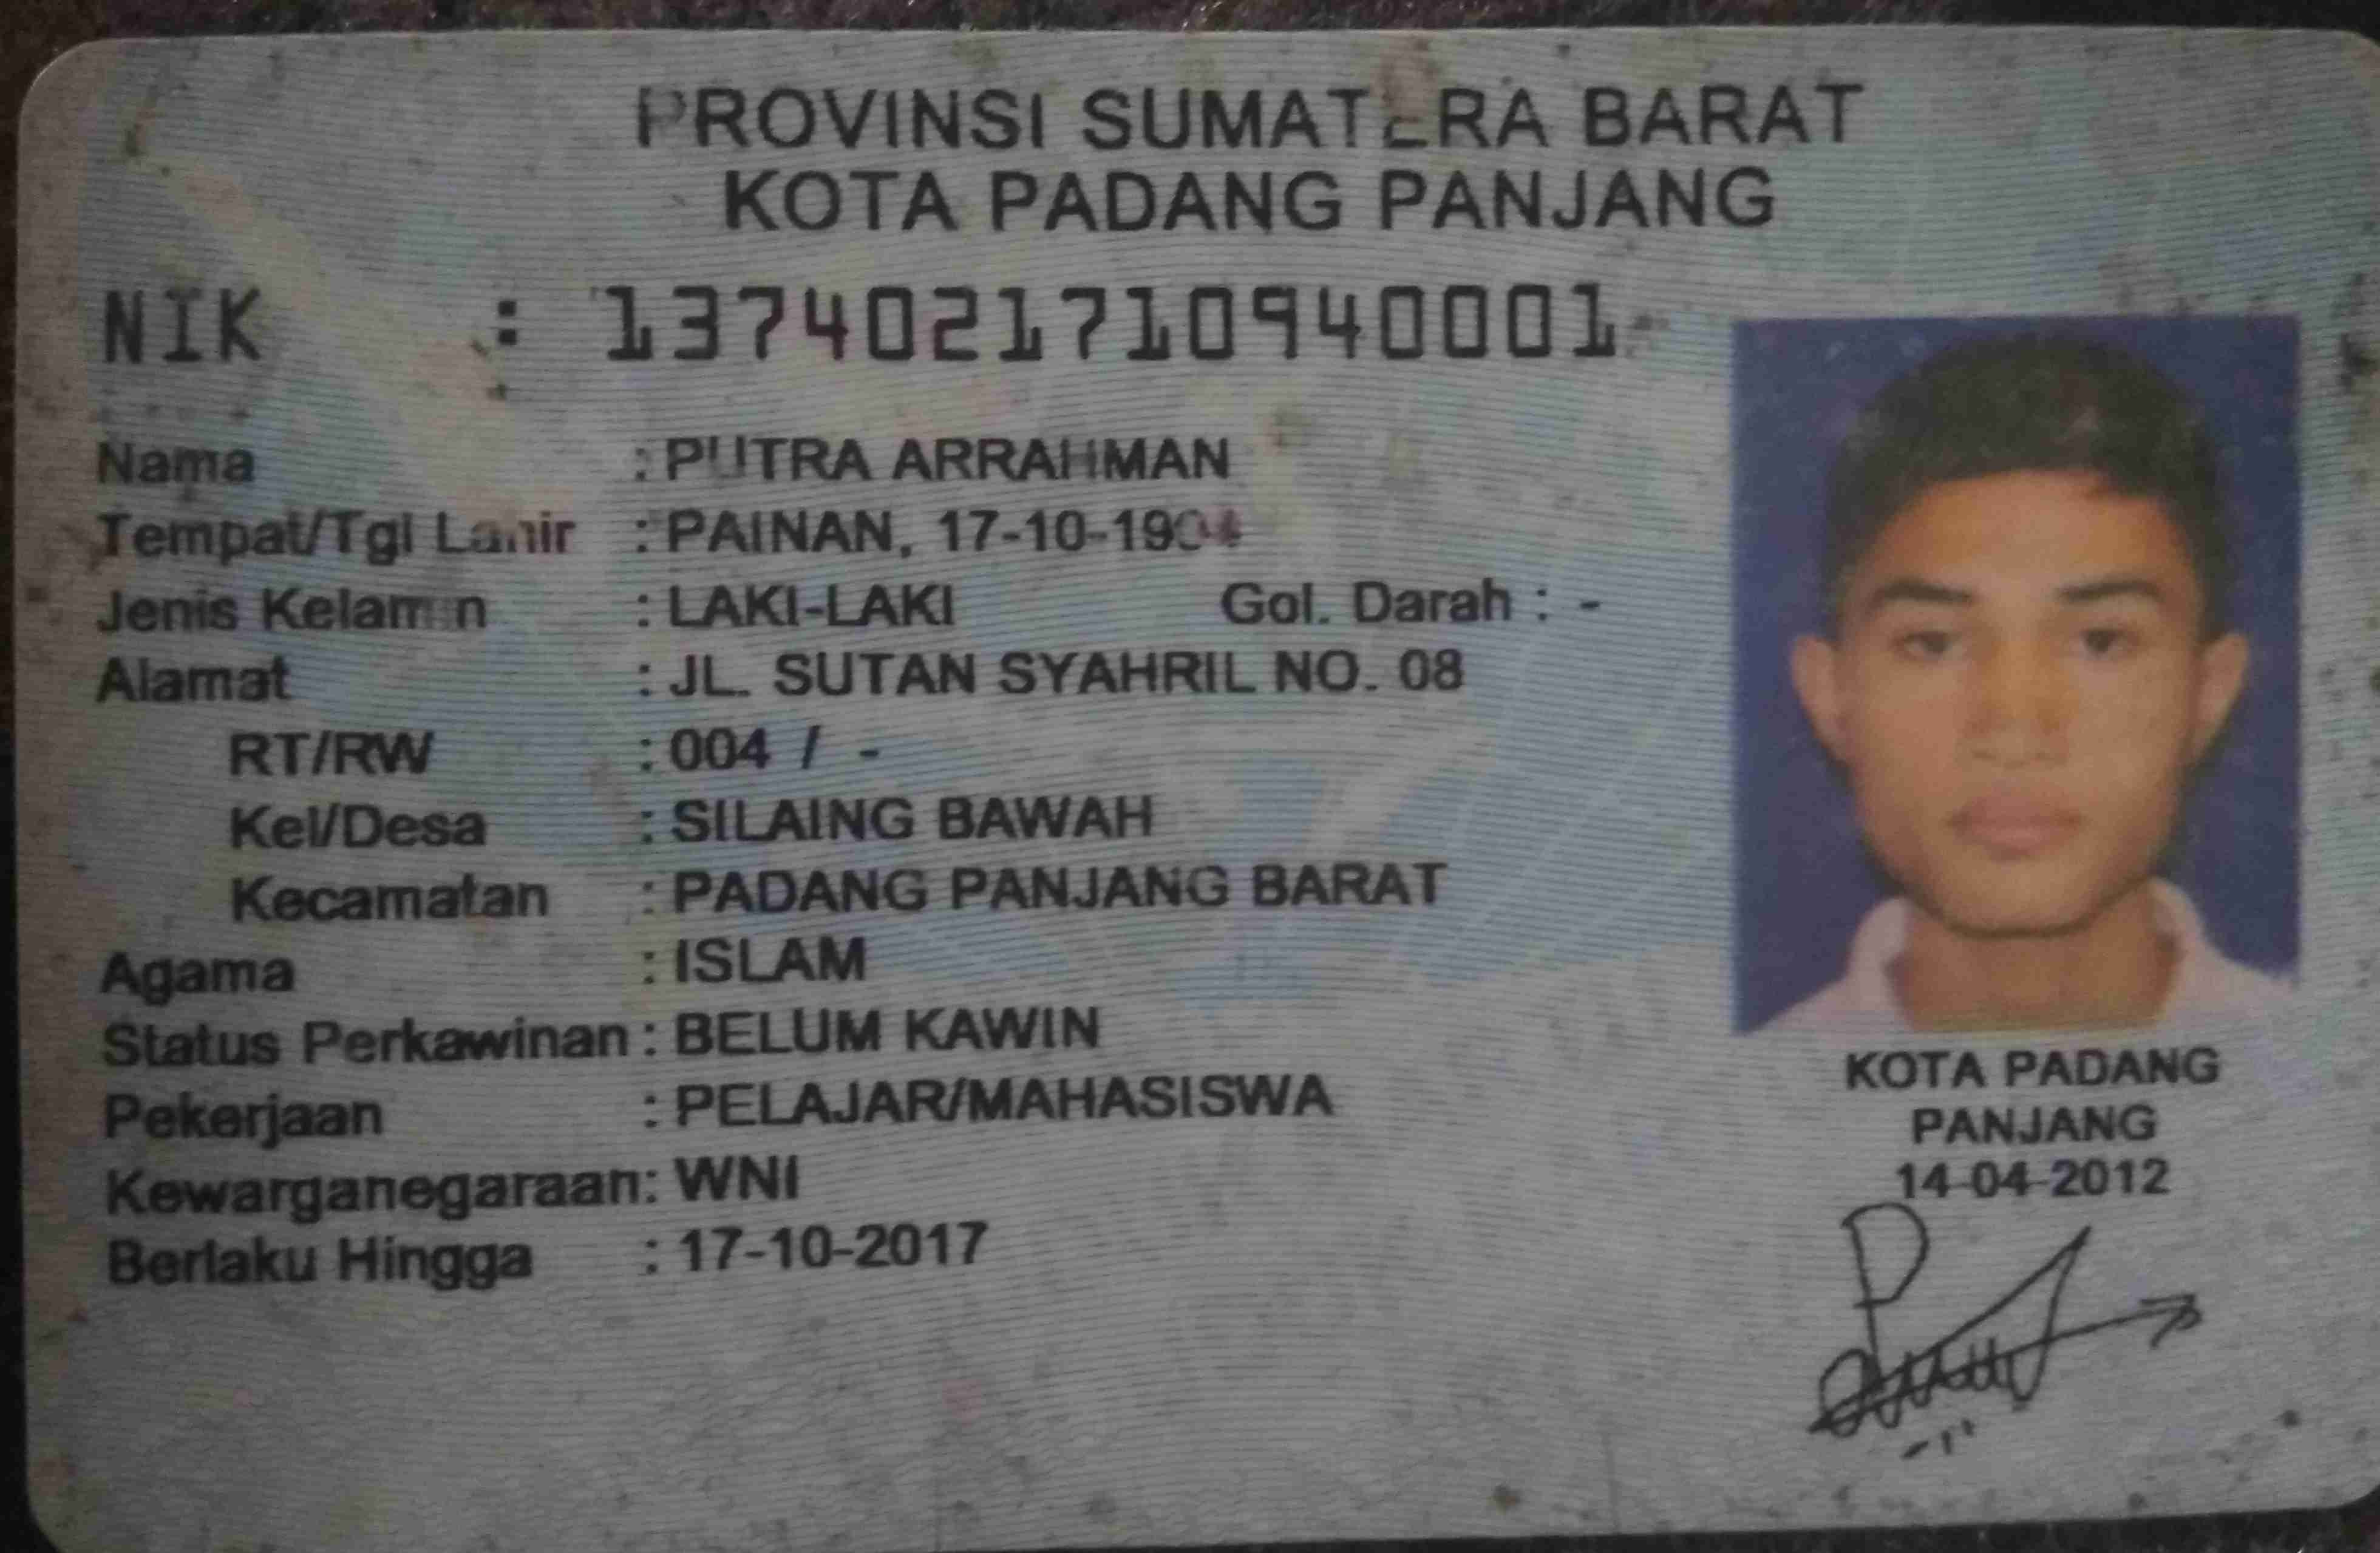 PROVINSI SUMATERA BARAT
KOTA PADANG PANJANG
NIK : 1374021710940001
Nama : PUTRA ARRAHMAN
Tempat/Tgl Lahir : PAINAN, 17-10-1994
Jenis Kelamin : LAKI-LAKI Gol. Darah : -
Alamat : JL. SUTAN SYAHRIL NO. 08
RT/RW : 004 / -
Kel/Desa : SILAING BAWAH
Kecamatan : PADANG PANJANG BARAT
Agama : ISLAM
Status Perkawinan : BELUM KAWIN
Pekerjaan : PELAJAR/MAHASISWA
Kewarganegaraan : WNI
Berlaku Hingga : 17-10-2017
KOTA PADANG
PANJANG
14-04-2012